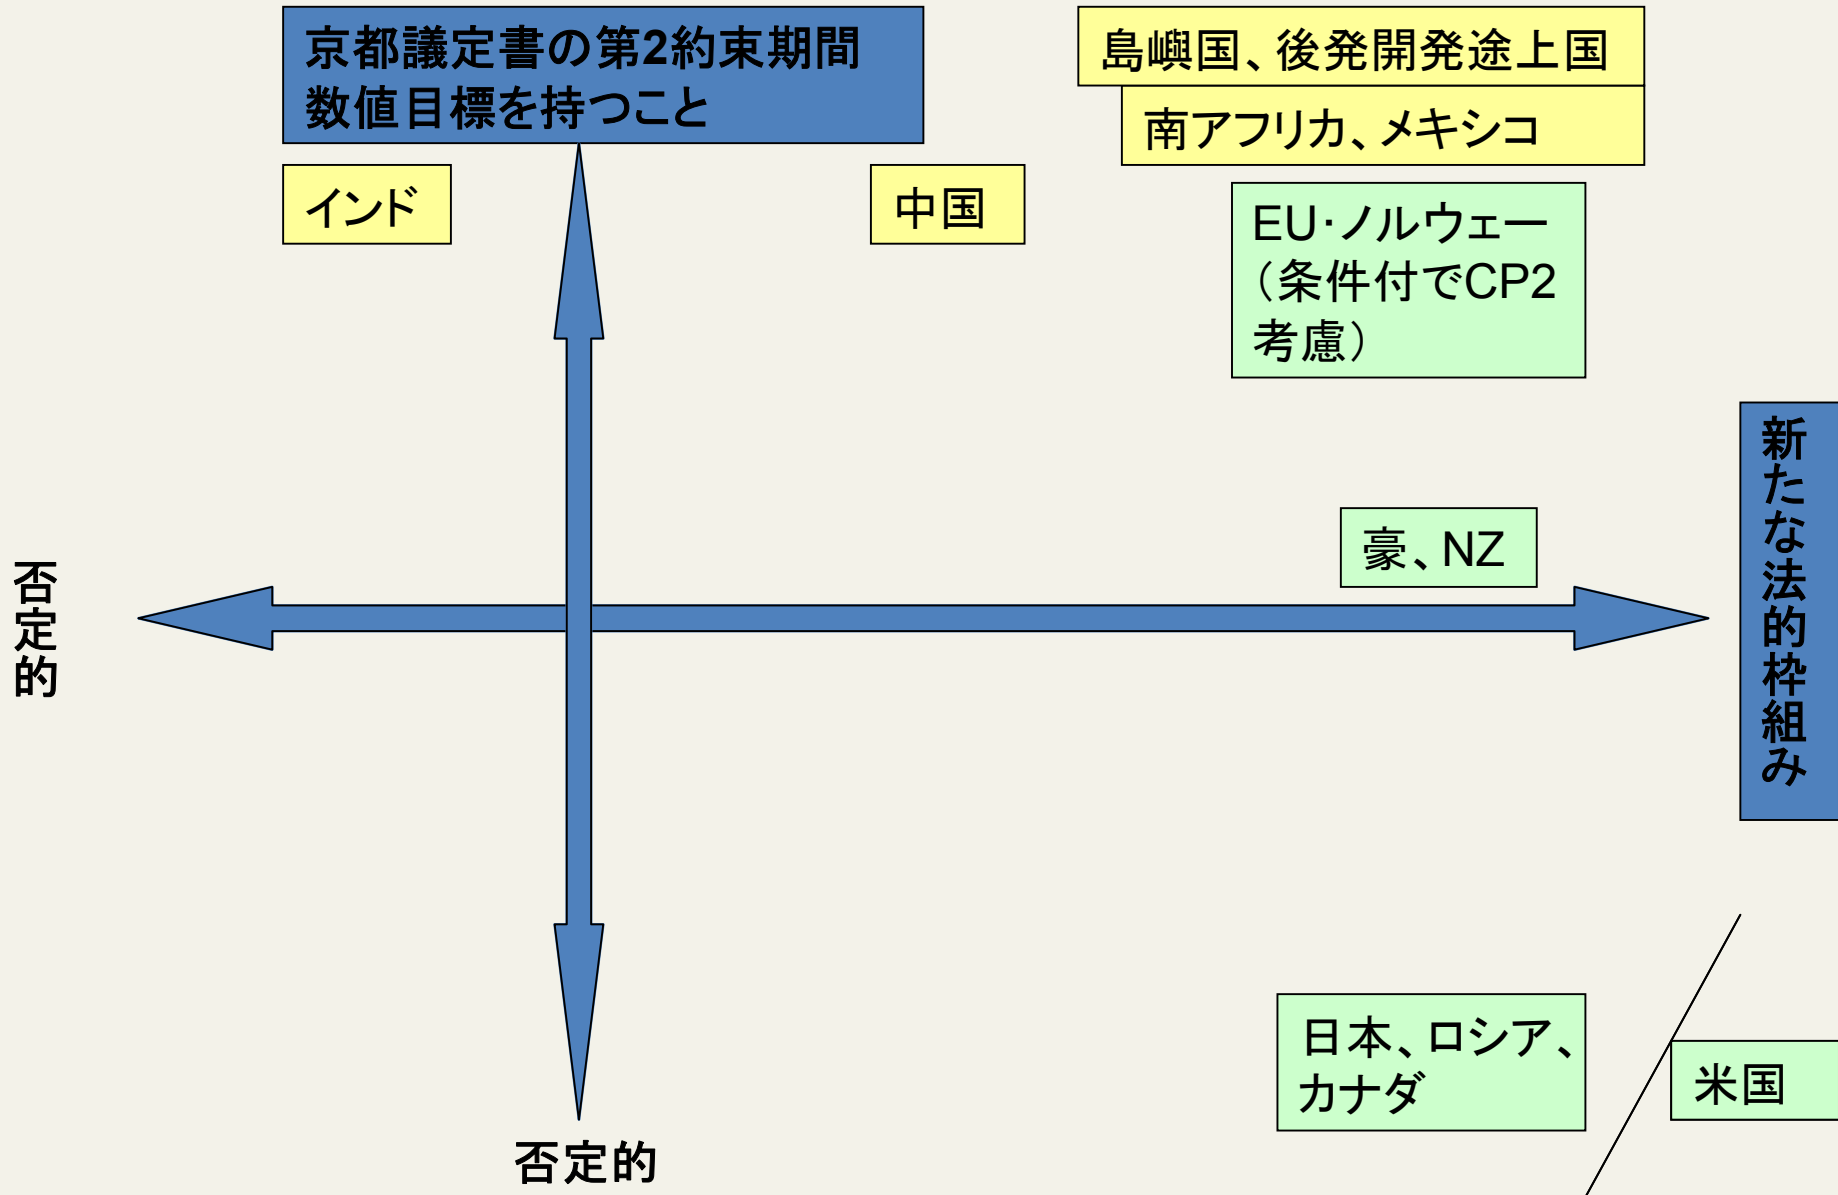 京都議定書の第2約束期間
数値目標を持つこと
島嶼国、後発開発途上国
南アフリカ、メキシコ
インド
中国
EU・ノルウェー
（条件付でCP2
考慮）
新たな法的枠組み
豪、NZ
否定的
日本、ロシア、
カナダ
米国
否定的